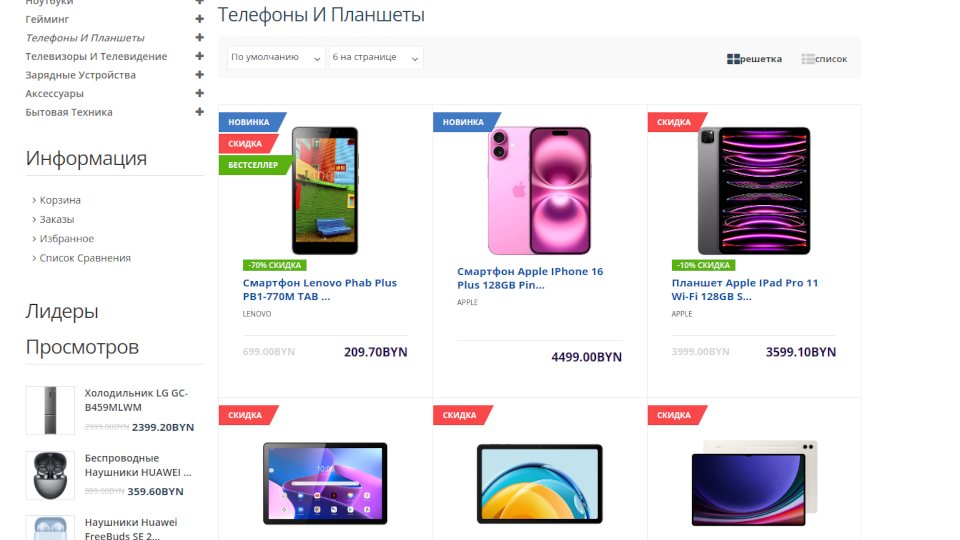 Ноутбуки
Гейминг
Телефоны И Планшеты
Телевизоры И Телевидение
Зарядные Устройства
Аксессуары
Бытовая Техника
Информация
Корзина
Заказы
Избранное
Список Сравнения
Лидеры
Просмотров
Холодильник LG GC-
B459MLWM
2999.00BYN 2399.20BYN
Беспроводные
Наушники HUAWEI ...
899.00BYN 359.60BYN
Наушники Huawei
FreeBuds SE 2...
Телефоны И Планшеты
По умолчанию
6 на странице
решетка
список
НОВИНКА
СКИДКА
БЕСТСЕЛЛЕР
-70% СКИДКА
Смартфон Lenovo Phab Plus
PB1-770M TAB ...
LENOVO
699.00BYN 209.70BYN
НОВИНКА
Смартфон Apple IPhone 16
Plus 128GB Pin...
APPLE
4499.00BYN
СКИДКА
-10% СКИДКА
Планшет Apple IPad Pro 11
Wi-Fi 128GB S...
APPLE
3999.00BYN 3599.10BYN
СКИДКА
СКИДКА
СКИДКА